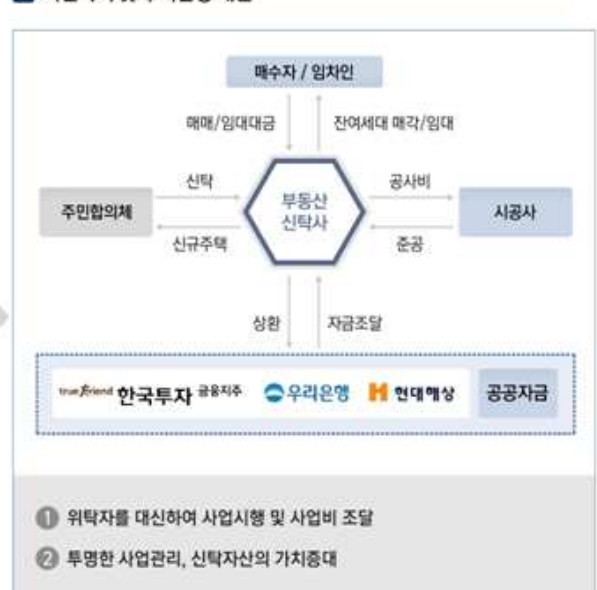 매수자 / 임차인
매매/임대대금
잔여세대 매각/임대
신탁
공사비
주민합의체
부동산
신탁사
시공사
신규주택
준공
상환
자금조달
true friend 한국투자 금융지주
우리은행
현대해상
공공자금
1 위탁자를 대신하여 사업시행 및 사업비 조달
2 투명한 사업관리, 신탁자산의 가치증대